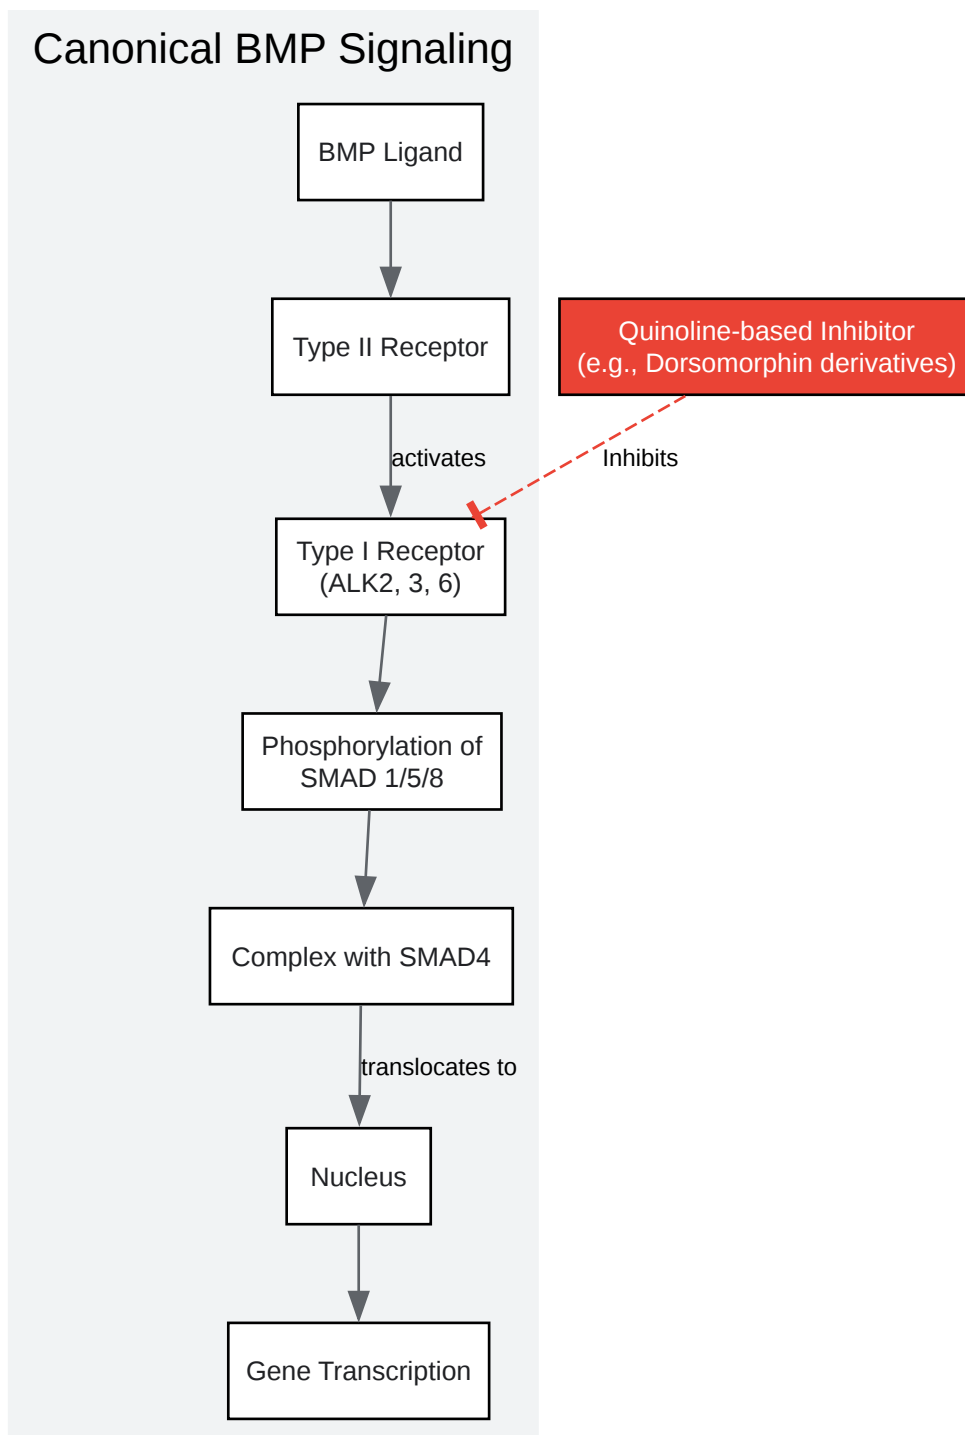 Canonical BMP Signaling
BMP Ligand
Type II Receptor
Quinoline-based Inhibitor
(e.g., Dorsomorphin derivatives)
activates
Inhibits
Type I Receptor
(ALK2, 3, 6)
Phosphorylation of
SMAD 1/5/8
Complex with SMAD4
translocates to
Nucleus
Gene Transcription